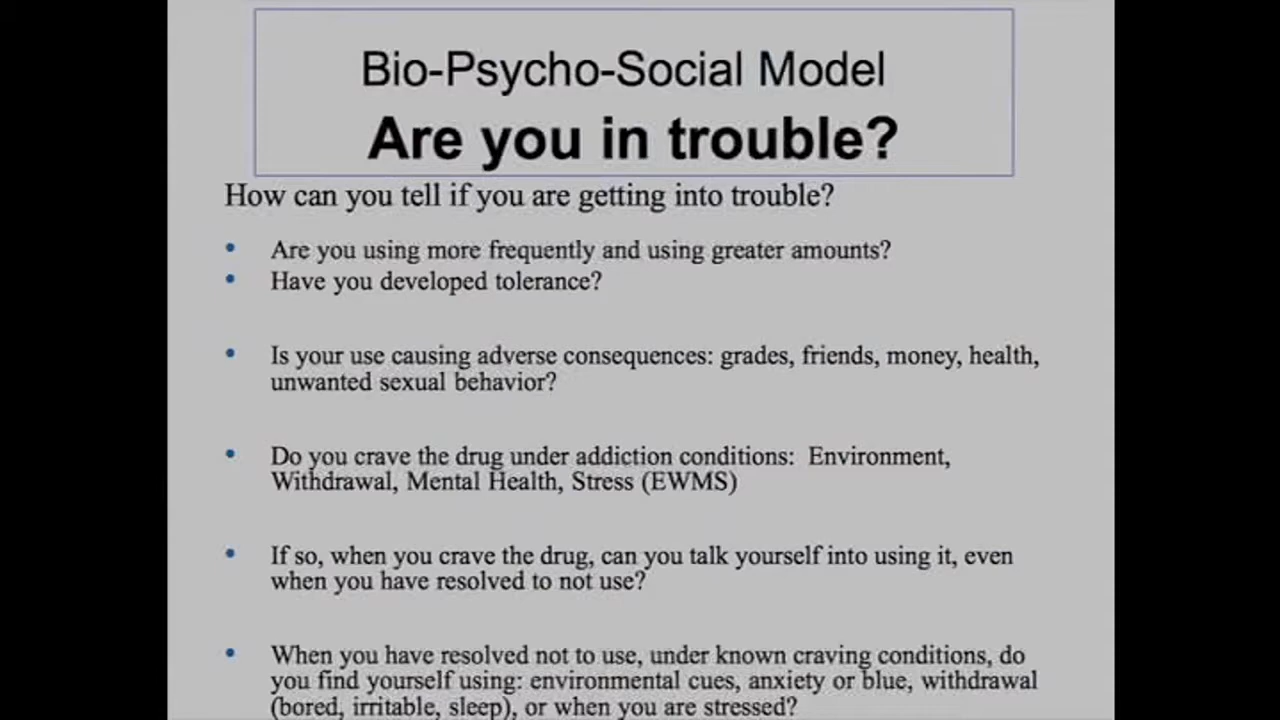 Bio-Psycho-Social Model
Are you in trouble?
How can you tell if you are getting into trouble?
• Are you using more frequently and using greater amounts?
• Have you developed tolerance?
• Is your use causing adverse consequences: grades, friends, money, health,
unwanted sexual behavior?
• Do you crave the drug under addiction conditions:  Environment,
Withdrawal, Mental Health, Stress (EWMS)
• If so, when you crave the drug, can you talk yourself into using it, even
when you have resolved to not use?
• When you have resolved not to use, under known craving conditions, do
you find yourself using: environmental cues, anxiety or blue, withdrawal
(bored, irritable, sleep), or when you are stressed?